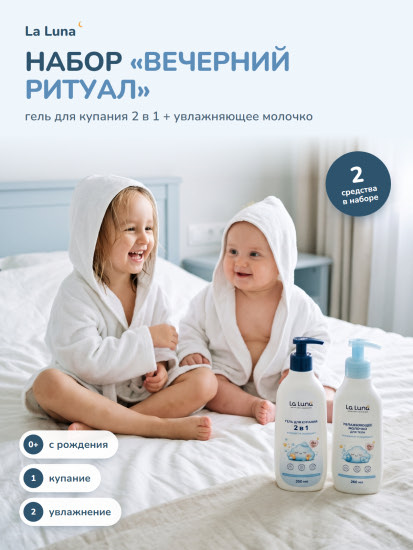 La Luna
НАБОР «ВЕЧЕРНИЙ
РИТУАЛ»
гель для купания 2 в 1 + увлажняющее молочко
2
средства
в наборе
La Luna
ГЕЛЬ ДЛЯ КУПАНИЯ
2 в 1
250 мл
La Luna
УВЛАЖНЯЮЩЕЕ
МОЛОЧКО
ДЛЯ ТЕЛА
250 мл
0+ с рождения
1 купание
2 увлажнение